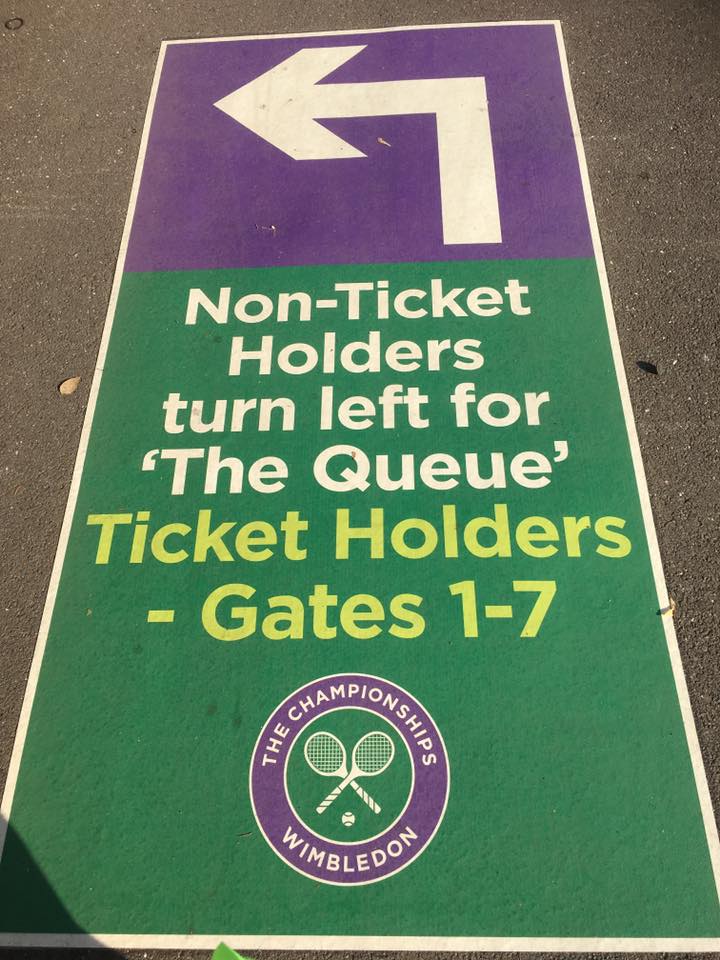 Non-Ticket
Holders
turn left for
‘The Queue’
Ticket Holders
- Gates 1-7
THE CHAMPIONSHIPS
WIMBLEDON